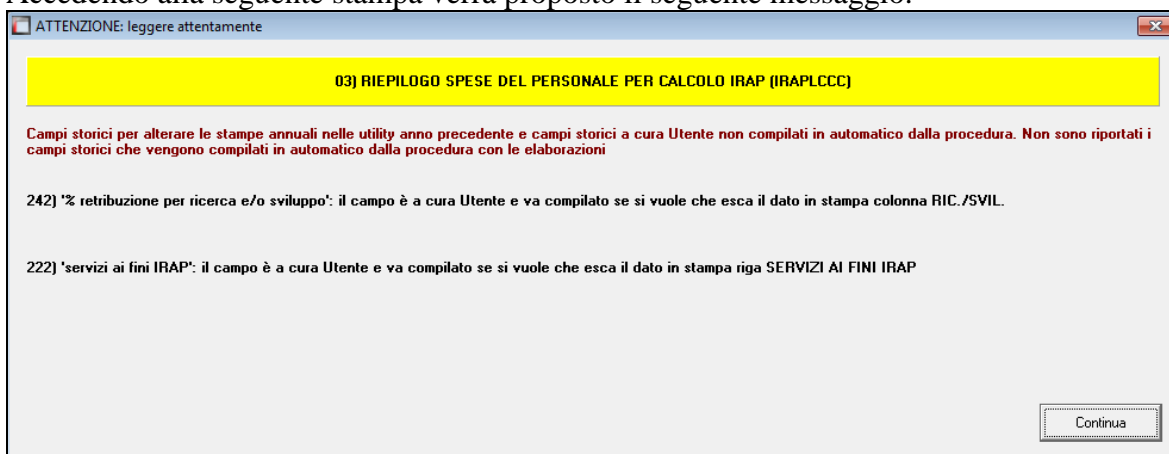 Accedendo alla seguente stampa verrà proposto il seguente messaggio:
ATTENZIONE: leggere attentamente
03) RIEPILOGO SPESE DEL PERSONALE PER CALCOLO IRAP (IRAPLCCC)
Campi storici per alterare le stampe annuali nelle utility anno precedente e campi storici a cura Utente non compilati in automatico dalla procedura. Non sono riportati i
campi storici che vengono compilati in automatico dalla procedura con le elaborazioni
242) '% retribuzione per ricerca e/o sviluppo': il campo è a cura Utente e va compilato se si vuole che esca il dato in stampa colonna RIC./SVIL.
222) 'servizi ai fini IRAP': il campo è a cura Utente e va compilato se si vuole che esca il dato in stampa riga SERVIZI AI FINI IRAP
Continua